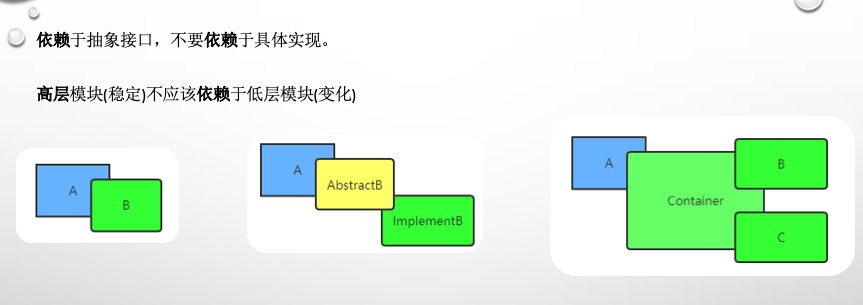 依赖于抽象接口，不要依赖于具体实现。
高层模块(稳定)不应该依赖于低层模块(变化)
A
B
A
AbstractB
ImplementB
A
Container
B
C